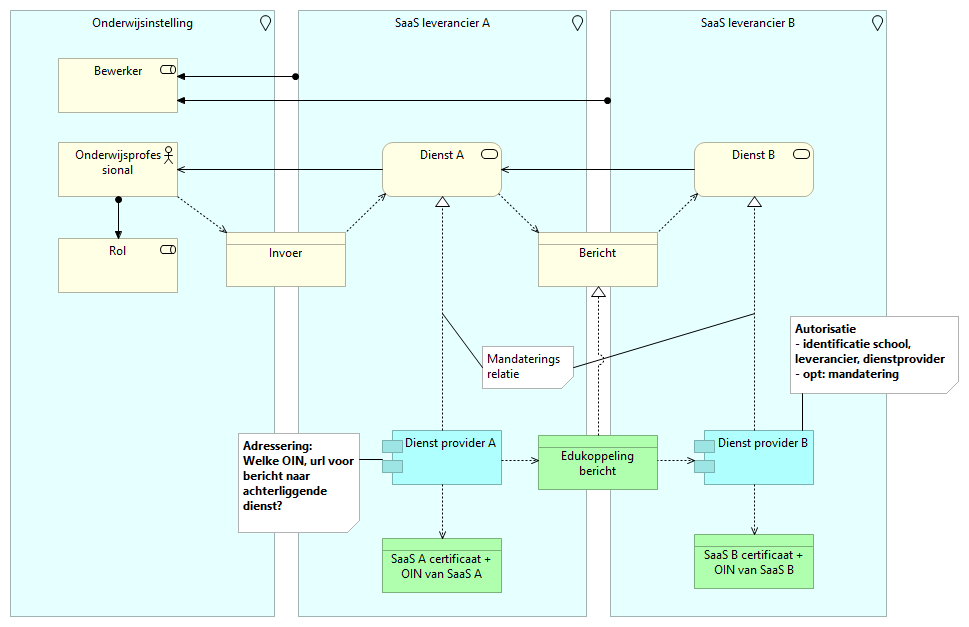 Onderwijsinstelling
SaaS leverancier A
SaaS leverancier B
Bewerker
Onderwijsprofes
sional
Dienst A
Dienst B
Rol
Invoer
Bericht
Mandaterings
relatie
Autorisatie
- identificatie school,
leverancier, dienstprovider
- opt: mandatering
Adressering:
Welke OIN, url voor
bericht naar
achterliggende
dienst?
Dienst provider A
Edukoppeling
bericht
Dienst provider B
SaaS A certificaat +
OIN van SaaS A
SaaS B certificaat +
OIN van SaaS B